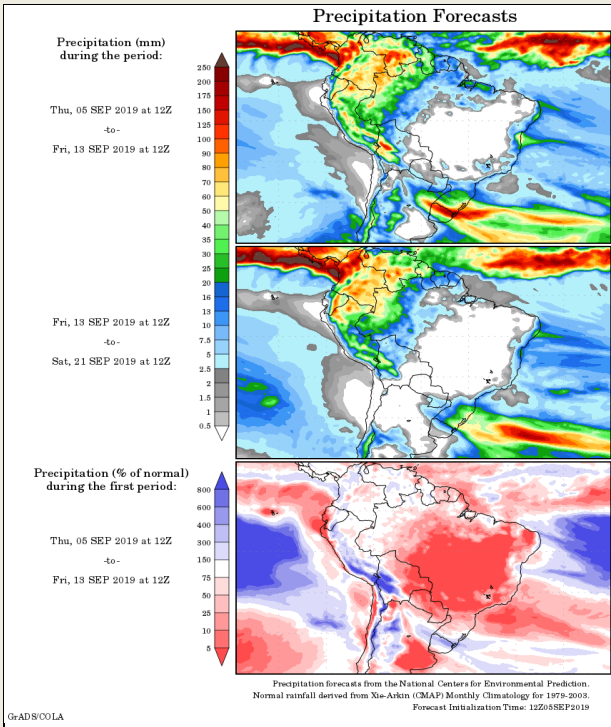 Precipitation Forecasts
Precipitation (mm)
during the period:
Thu, 05 SEP 2019 at 12Z
-to-
Fri, 13 SEP 2019 at 12Z
Fri, 13 SEP 2019 at 12Z
-to-
Sat, 21 SEP 2019 at 12Z
250
200
175
150
125
100
90
80
70
60
50
40
35
30
25
20
16
13
10
7.5
5
2.5
2
1.5
1
0.5
Precipitation (% of normal)
during the first period:
Thu, 05 SEP 2019 at 12Z
-to-
Fri, 13 SEP 2019 at 12Z
800
600
400
300
150
75
50
25
10
5
Precipitation forecasts from the National Centers for Environmental Prediction.
Normal rainfall derived from Xie-Arkin (CMAP) Monthly Climatology for 1979-2003.
Forecast Initialization Time: 12Z05SEP2019
GrADS/COLA